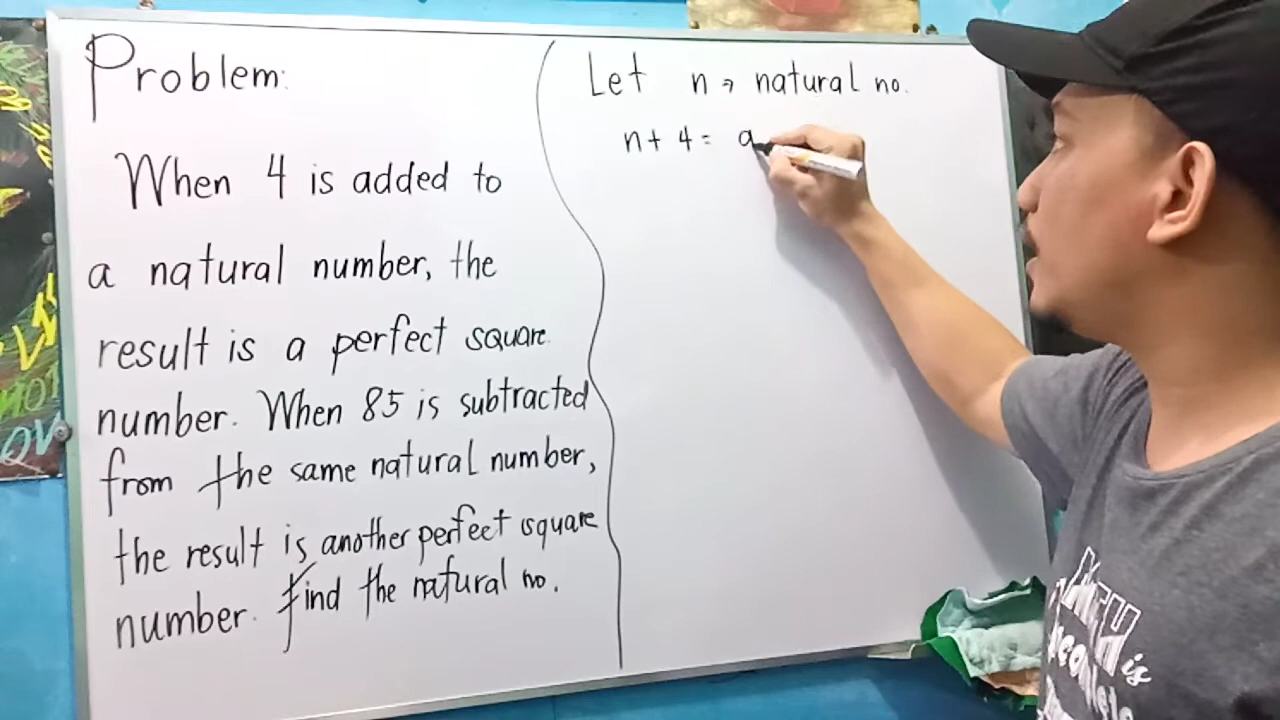 Problem:
When 4 is added to
a natural number, the
result is a perfect square
number. When 85 is subtracted
from the same natural number,
the result is another perfect square
number. find the natural no.
Let n → natural no.
n + 4 = a
is